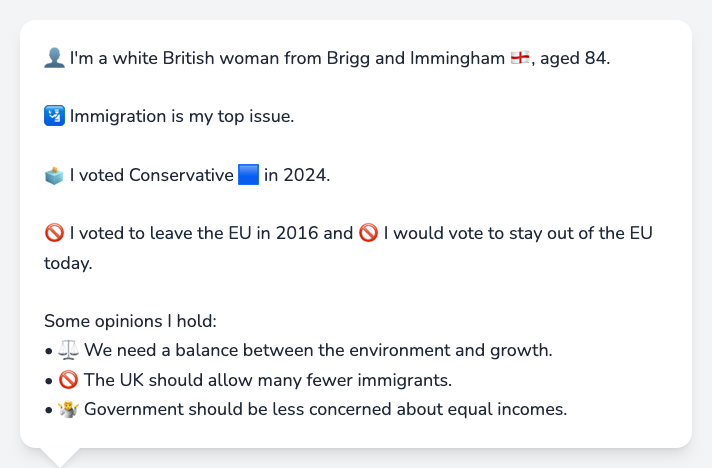 👤 I'm a white British woman from Brigg and Immingham 🏴󠁧󠁢󠁥󠁮󠁧󠁿, aged 84.
🛂 Immigration is my top issue.
🗳️ I voted Conservative 🟦 in 2024.
🚫 I voted to leave the EU in 2016 and 🚫 I would vote to stay out of the EU
today.
Some opinions I hold:
• ⚖️ We need a balance between the environment and growth.
• 🚫 The UK should allow many fewer immigrants.
• 🤷 Government should be less concerned about equal incomes.